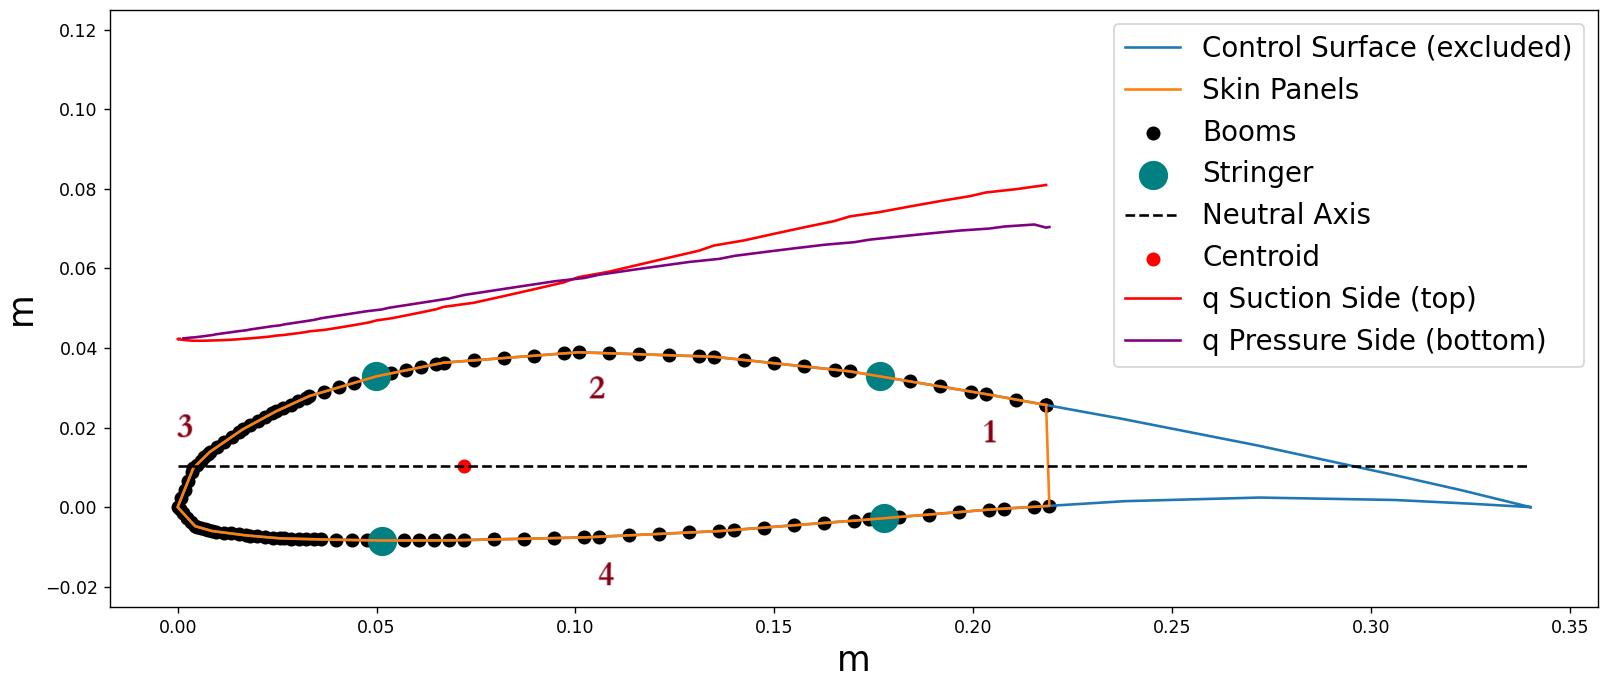 0.12
0.10
0.08
0.06
0.04
0.02
0.00
−0.02
m
Control Surface (excluded)
Skin Panels
Booms
Stringer
Neutral Axis
Centroid
q Suction Side (top)
q Pressure Side (bottom)
2
3
1
4
0.00 0.05 0.10 0.15 0.20 0.25 0.30 0.35
m